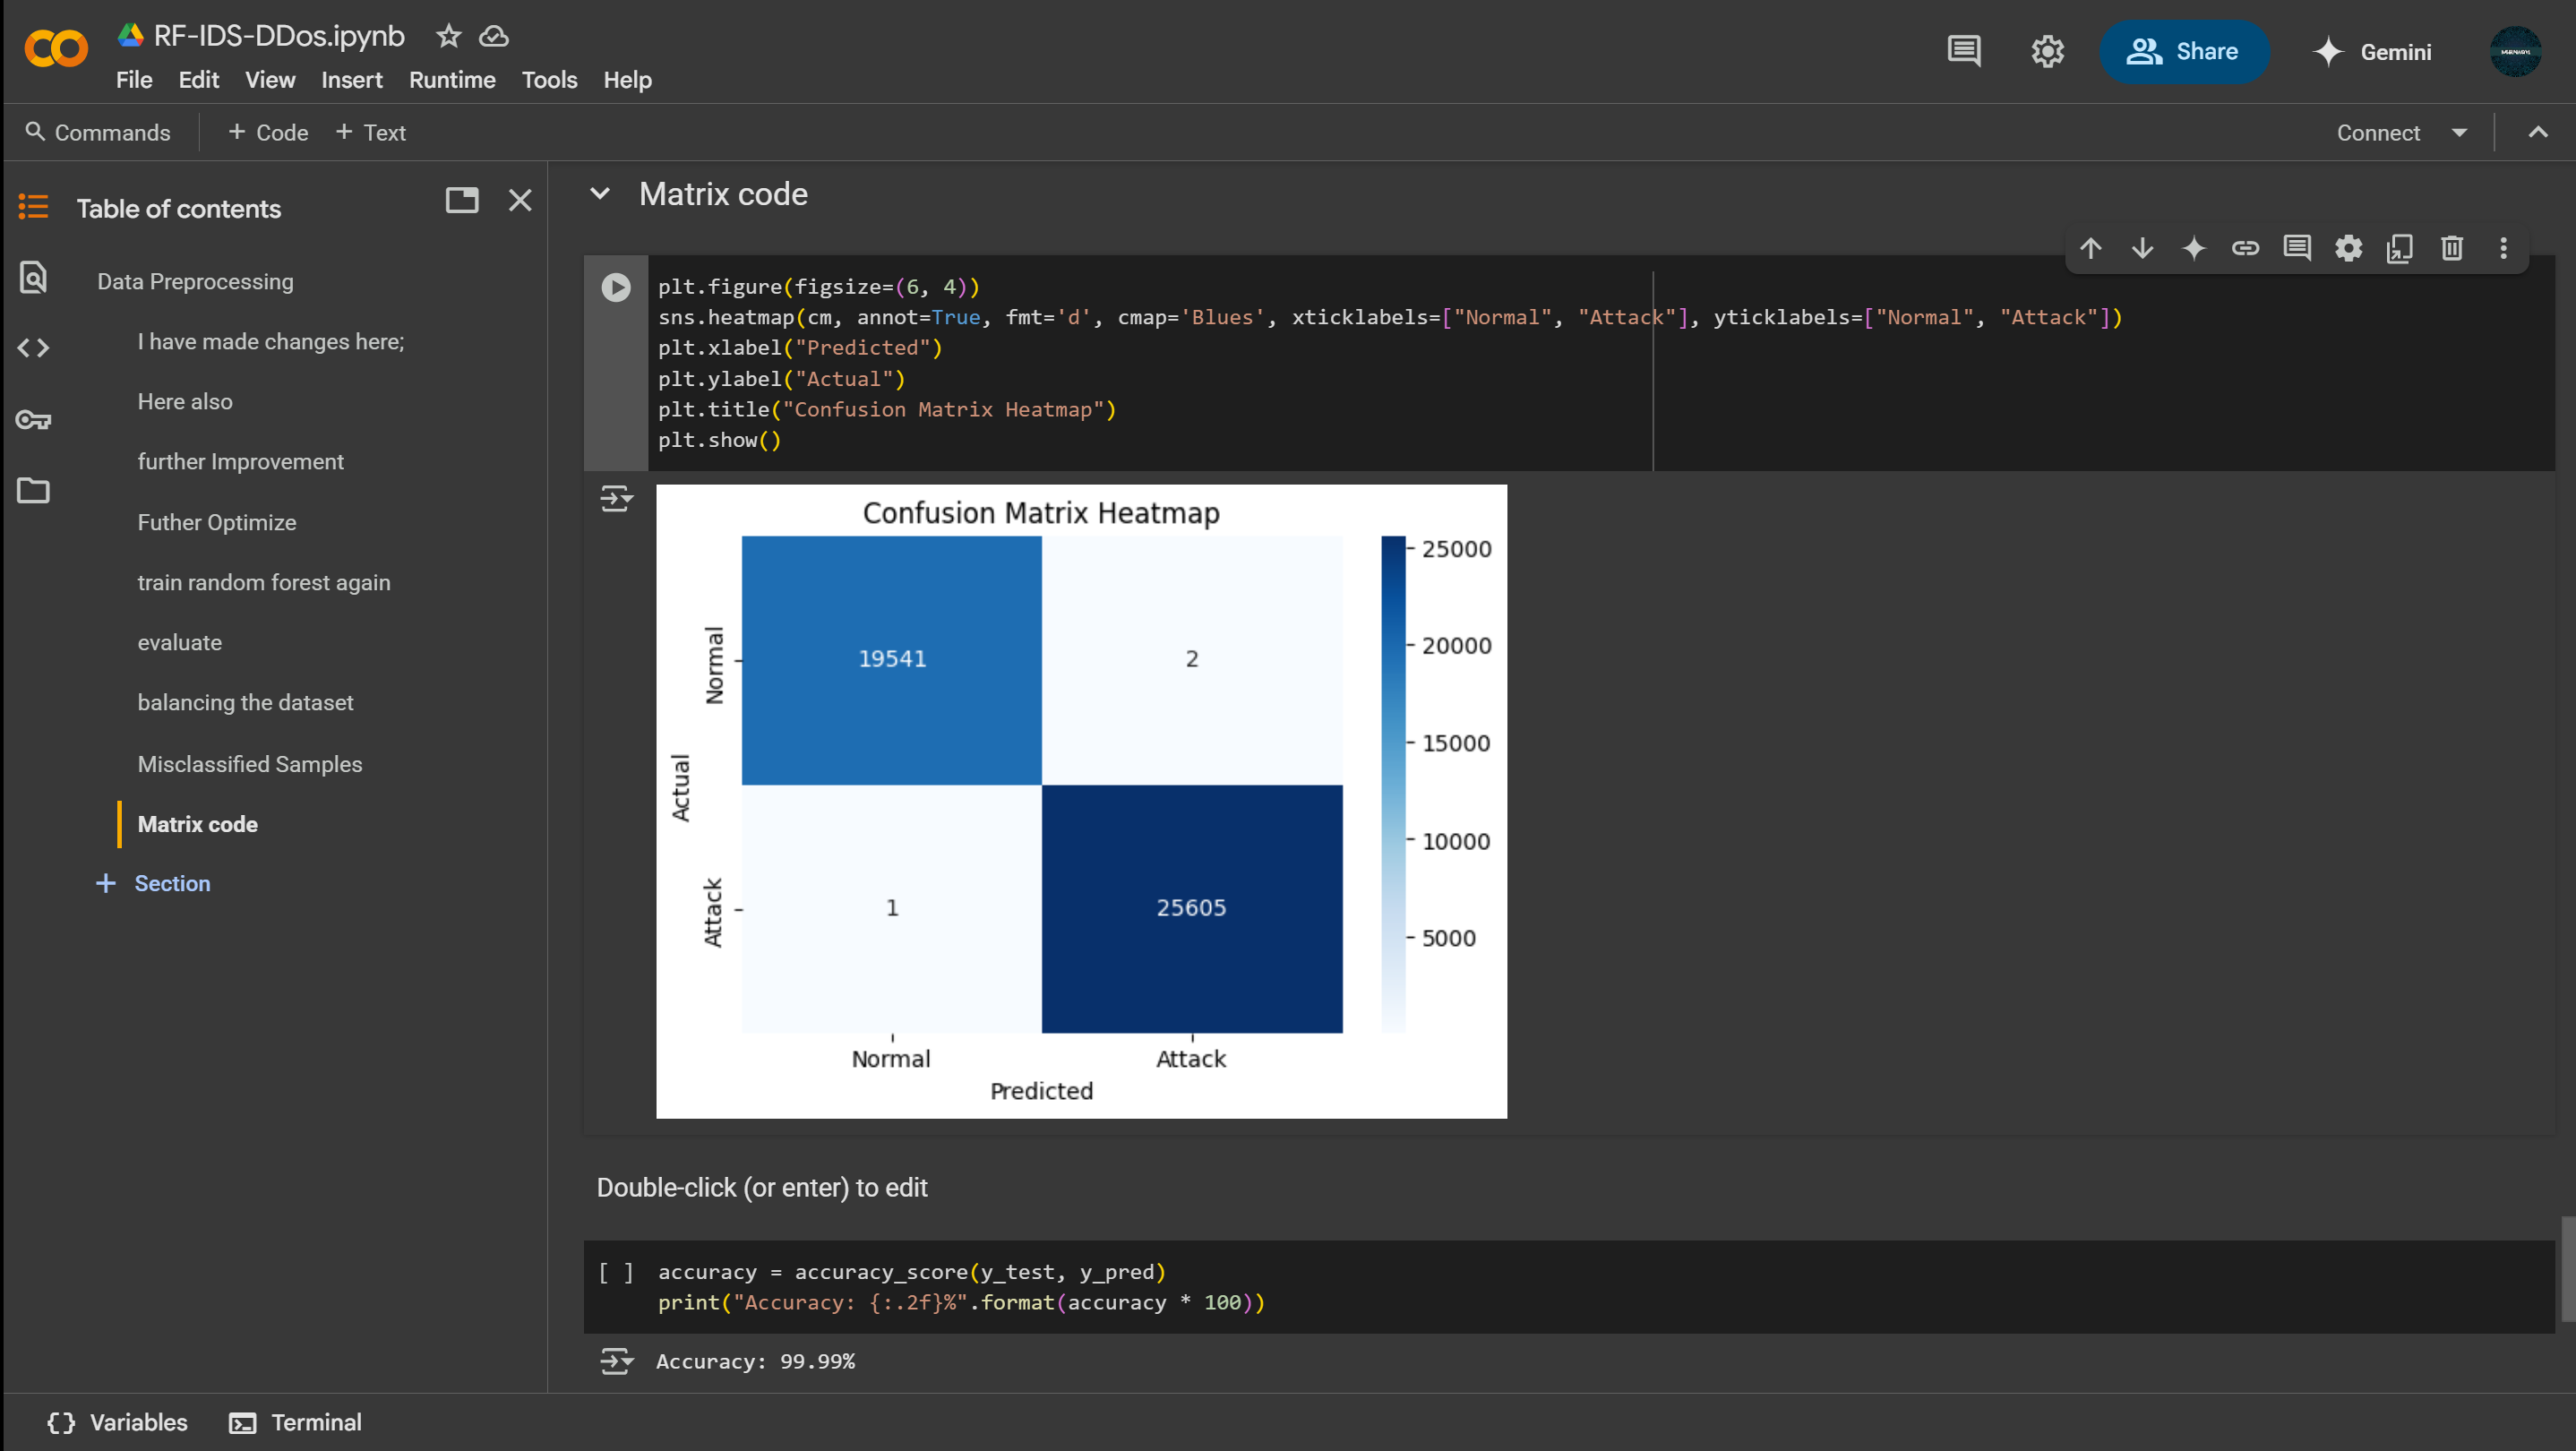 RF-IDS-DDos.ipynb
File Edit View Insert Runtime Tools Help
Share
Gemini
Commands + Code + Text
Connect
Table of contents
Data Preprocessing
I have made changes here;
Here also
further Improvement
Futher Optimize
train random forest again
evaluate
balancing the dataset
Misclassified Samples
Matrix code
+ Section
Matrix code
plt.figure(figsize=(6, 4))
sns.heatmap(cm, annot=True, fmt='d', cmap='Blues', xticklabels=["Normal", "Attack"], yticklabels=["Normal", "Attack"])
plt.xlabel("Predicted")
plt.ylabel("Actual")
plt.title("Confusion Matrix Heatmap")
plt.show()
Confusion Matrix Heatmap
Actual
Normal
19541 2
Attack
1 25605
Normal Attack
Predicted
25000
20000
15000
10000
5000
Double-click (or enter) to edit
[ ] accuracy = accuracy_score(y_test, y_pred)
print("Accuracy: {:.2f}%".format(accuracy * 100))
Accuracy: 99.99%
{} Variables Terminal